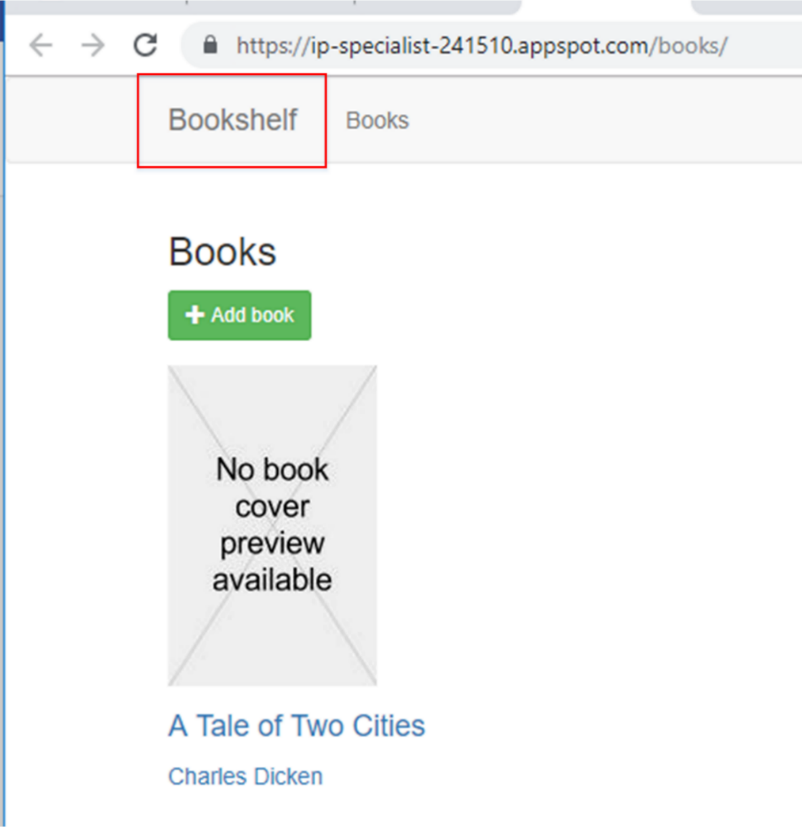 https://ip-specialist-241510.appspot.com/books/
Bookshelf Books
Books
+ Add book
No book
cover
preview
available
A Tale of Two Cities
Charles Dicken